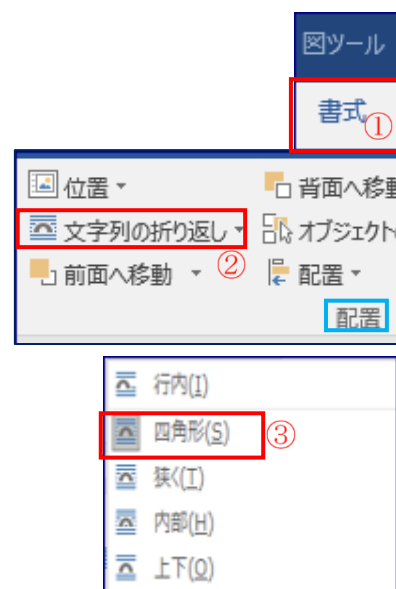 図ツール
書式 ①
位置 背面へ移動
文字列の折り返し オブジェクト
② 前面へ移動 配置
配置
行内(I)
四角形(S) ③
狭く(T)
内部(H)
上下(O)